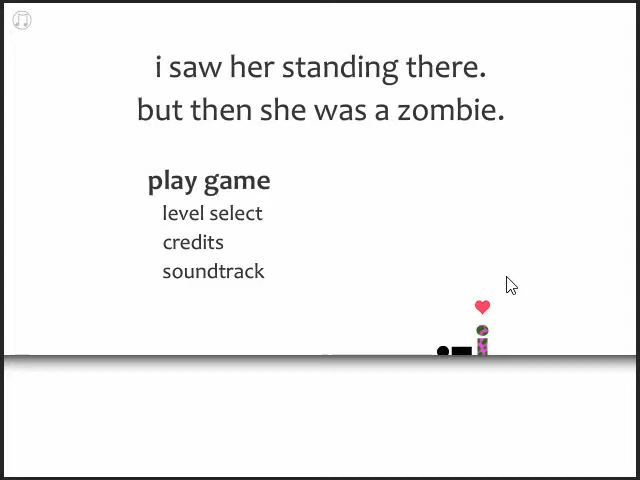 i saw her standing there.
but then she was a zombie.
play game
level select
credits
soundtrack